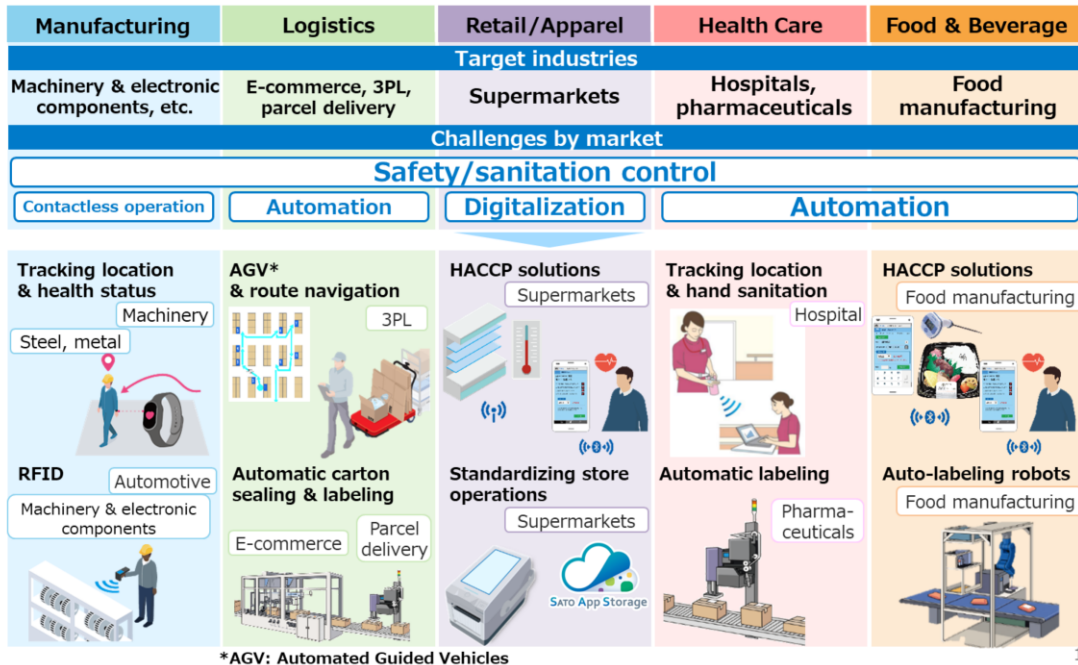 Manufacturing
Logistics
Retail/Apparel
Health Care
Food & Beverage
Target industries
Machinery & electronic
components, etc.
E-commerce, 3PL,
parcel delivery
Supermarkets
Hospitals,
pharmaceuticals
Food
manufacturing
Challenges by market
Safety/sanitation control
Contactless operation
Automation
Digitalization
Automation
Tracking location
& health status
Machinery
Steel, metal
RFID
Automotive
Machinery & electronic
components
AGV*
& route navigation
3PL
Automatic carton
sealing & labeling
E-commerce
Parcel
delivery
HACCP solutions
Supermarkets
Standardizing store
operations
Supermarkets
SATO App Storage
Tracking location
& hand sanitation
Hospital
Automatic labeling
Pharma-
ceuticals
HACCP solutions
Food manufacturing
Auto-labeling robots
Food manufacturing
*AGV: Automated Guided Vehicles